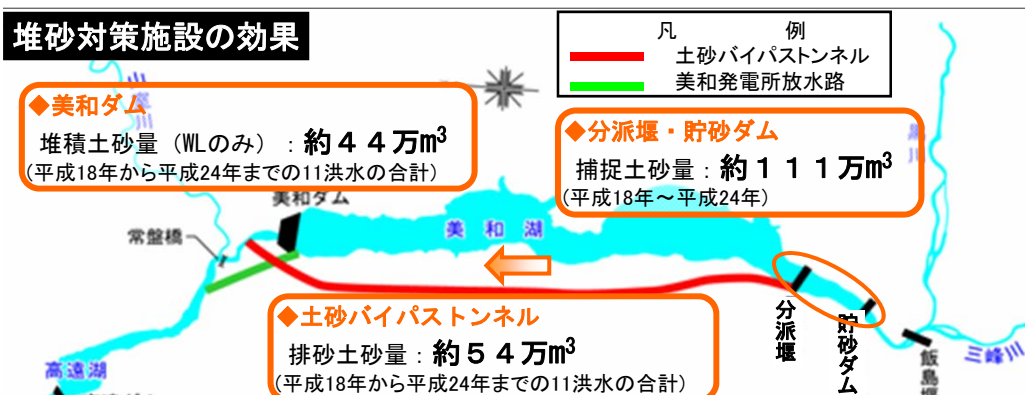 堆砂対策施設の効果
凡　例
土砂バイパストンネル
美和発電所放水路
◆美和ダム
堆積土砂量（WLのみ）：約４４万m³
(平成18年から平成24年までの11洪水の合計)
◆分派堰・貯砂ダム
捕捉土砂量：約１１１万m³
(平成18年～平成24年)
美和ダム
常盤橋
美和湖
◆土砂バイパストンネル
排砂土砂量：約５４万m³
(平成18年から平成24年までの11洪水の合計)
分派堰
貯砂ダム
飯島堰
三峰川
高遠湖